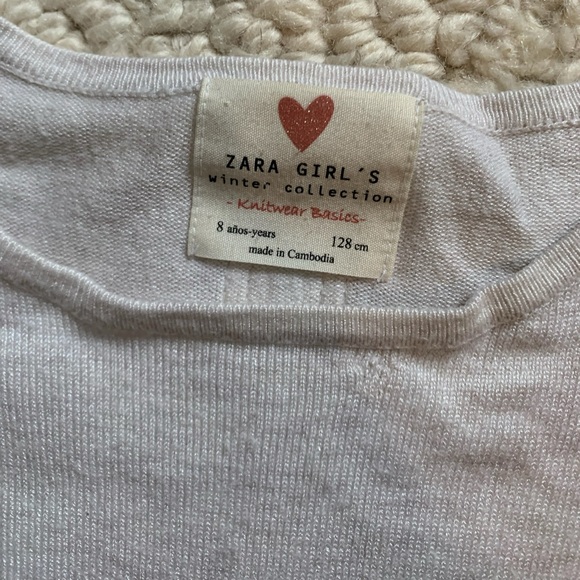 ZARA GIRL´S
winter collection
- Knitwear Basics-
8 años-years 128 cm
made in Cambodia